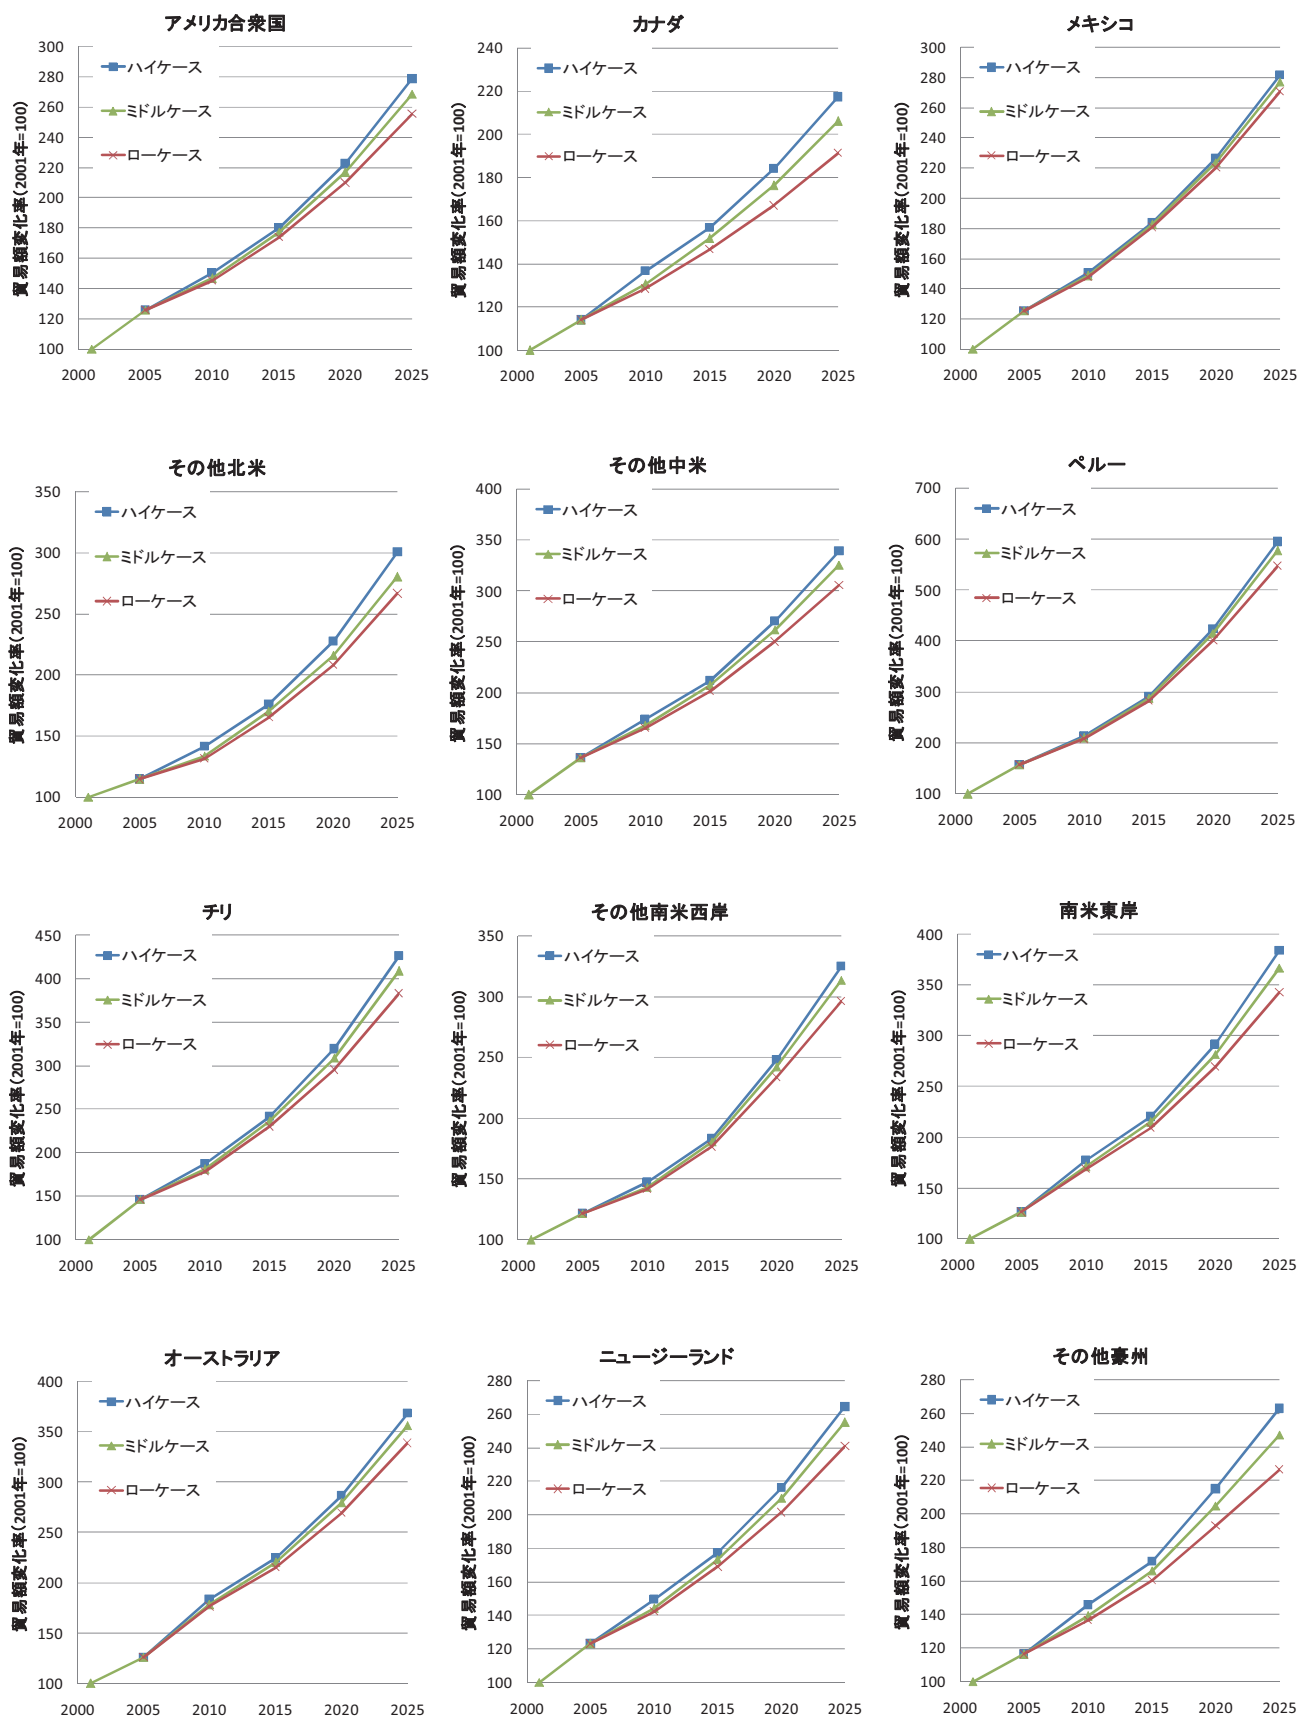 アメリカ合衆国
貿易額変化率(2001年=100)
300
280
260
240
220
200
180
160
140
120
100
2000 2005 2010 2015 2020 2025
ハイケース
ミドルケース
ローケース
カナダ
貿易額変化率(2001年=100)
240
220
200
180
160
140
120
100
2000 2005 2010 2015 2020 2025
ハイケース
ミドルケース
ローケース
メキシコ
貿易額変化率(2001年=100)
300
280
260
240
220
200
180
160
140
120
100
2000 2005 2010 2015 2020 2025
ハイケース
ミドルケース
ローケース
その他北米
貿易額変化率(2001年=100)
350
300
250
200
150
100
2000 2005 2010 2015 2020 2025
ハイケース
ミドルケース
ローケース
その他中米
貿易額変化率(2001年=100)
400
350
300
250
200
150
100
2000 2005 2010 2015 2020 2025
ハイケース
ミドルケース
ローケース
ペルー
貿易額変化率(2001年=100)
700
600
500
400
300
200
100
2000 2005 2010 2015 2020 2025
ハイケース
ミドルケース
ローケース
チリ
貿易額変化率(2001年=100)
450
400
350
300
250
200
150
100
2000 2005 2010 2015 2020 2025
ハイケース
ミドルケース
ローケース
その他南米西岸
貿易額変化率(2001年=100)
350
300
250
200
150
100
2000 2005 2010 2015 2020 2025
ハイケース
ミドルケース
ローケース
南米東岸
貿易額変化率(2001年=100)
400
350
300
250
200
150
100
2000 2005 2010 2015 2020 2025
ハイケース
ミドルケース
ローケース
オーストラリア
貿易額変化率(2001年=100)
400
350
300
250
200
150
100
2000 2005 2010 2015 2020 2025
ハイケース
ミドルケース
ローケース
ニュージーランド
貿易額変化率(2001年=100)
280
260
240
220
200
180
160
140
120
100
2000 2005 2010 2015 2020 2025
ハイケース
ミドルケース
ローケース
その他豪州
貿易額変化率(2001年=100)
280
260
240
220
200
180
160
140
120
100
2000 2005 2010 2015 2020 2025
ハイケース
ミドルケース
ローケース